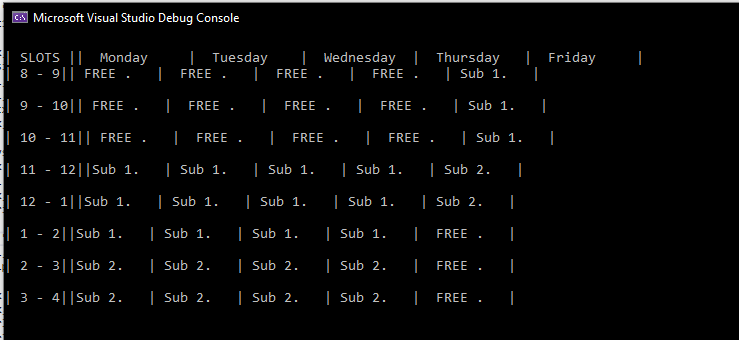 Microsoft Visual Studio Debug Console
| SLOTS || Monday | Tuesday | Wednesday | Thursday | Friday |
| 8 - 9|| FREE . | FREE . | FREE . | FREE . | Sub 1. |
| 9 - 10|| FREE . | FREE . | FREE . | FREE . | Sub 1. |
| 10 - 11|| FREE . | FREE . | FREE . | FREE . | Sub 1. |
| 11 - 12||Sub 1. | Sub 1. | Sub 1. | Sub 1. | Sub 2. |
| 12 - 1||Sub 1. | Sub 1. | Sub 1. | Sub 1. | Sub 2. |
| 1 - 2||Sub 1. | Sub 1. | Sub 1. | Sub 1. | FREE . |
| 2 - 3||Sub 2. | Sub 2. | Sub 2. | Sub 2. | FREE . |
| 3 - 4||Sub 2. | Sub 2. | Sub 2. | Sub 2. | FREE . |